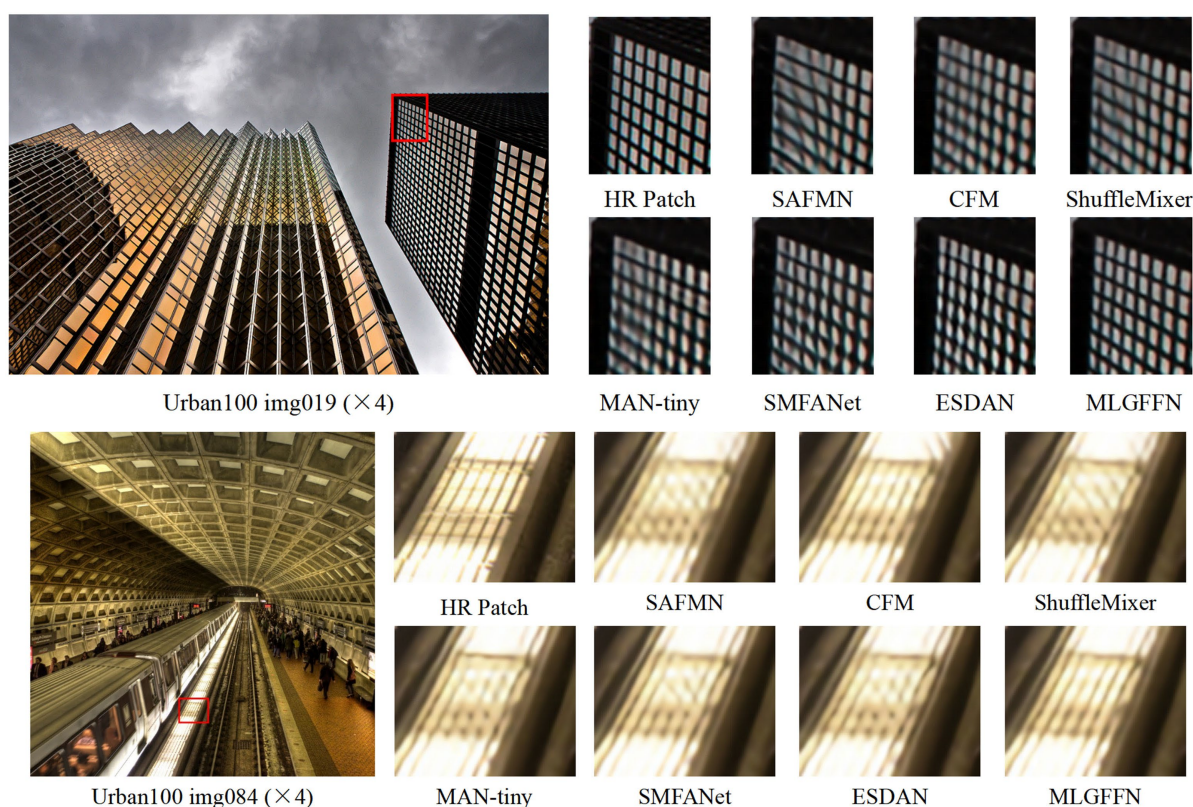 HR Patch SAFMN CFM ShuffleMixer
MAN-tiny SMFANet ESDAN MLGFFN
Urban100 img019 (×4)
HR Patch SAFMN CFM ShuffleMixer
MAN-tiny SMFANet ESDAN MLGFFN
Urban100 img084 (×4)